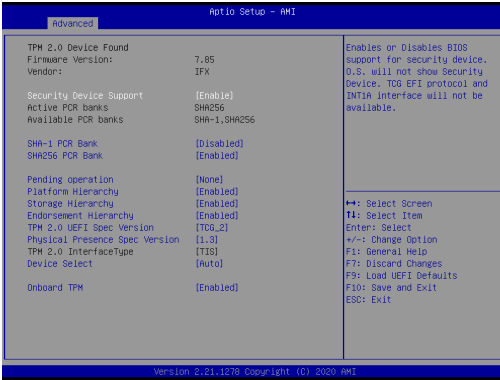 Aptio Setup - AMI
Advanced
TPM 2.0 Device Found
Firmware Version: 7.85
Vendor: IFX
Security Device Support [Enable]
Active PCR banks SHA256
Available PCR banks SHA-1,SHA256
SHA-1 PCR Bank [Disabled]
SHA256 PCR Bank [Enabled]
Pending operation [None]
Platform Hierarchy [Enabled]
Storage Hierarchy [Enabled]
Endorsement Hierarchy [Enabled]
TPM 2.0 UEFI Spec Version [TCG_2]
Physical Presence Spec Version [1.3]
TPM 2.0 InterfaceType [TIS]
Device Select [Auto]
Onboard TPM [Enabled]
Enables or Disables BIOS
support for security device.
O.S. will not show Security
Device. TCG EFI protocol and
INT1A interface will not be
available.
↔: Select Screen
↑↓: Select Item
Enter: Select
+/-: Change Option
F1: General Help
F7: Discard Changes
F9: Load UEFI Defaults
F10: Save and Exit
ESC: Exit
Version 2.21.1278 Copyright (C) 2020 AMI